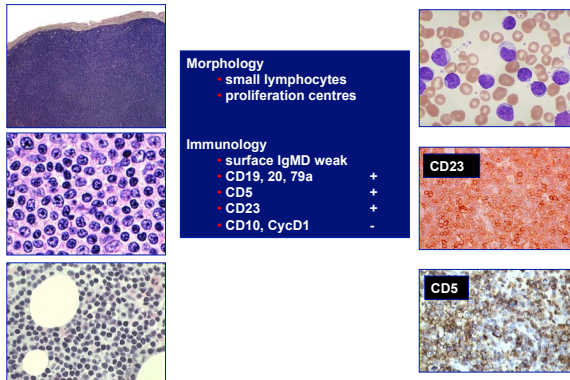 Morphology
• small lymphocytes
• proliferation centres
Immunology
• surface IgMD weak
• CD19, 20, 79a +
• CD5 +
• CD23 +
• CD10, CycD1 -
CD23
CD5